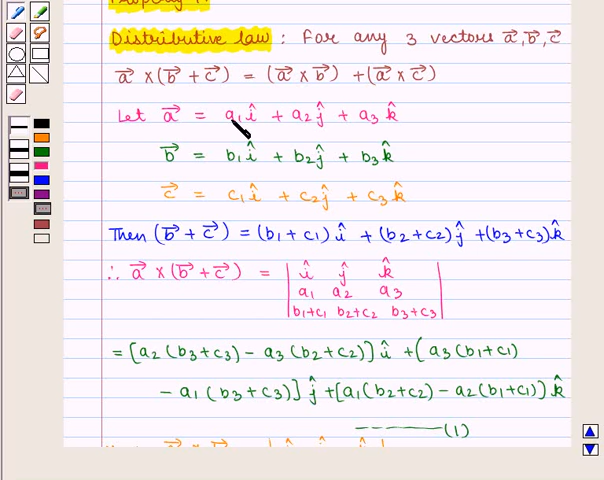 Property 1:
Distributive law : For any 3 vectors a⃗, b⃗, c⃗
a⃗ × (b⃗ + c⃗) = (a⃗ × b⃗) + (a⃗ × c⃗)
Let a⃗ = a₁î + a₂ĵ + a₃k̂
b⃗ = b₁î + b₂ĵ + b₃k̂
c⃗ = c₁î + c₂ĵ + c₃k̂
Then (b⃗ + c⃗) = (b₁+c₁)î + (b₂+c₂)ĵ + (b₃+c₃)k̂
∴ a⃗ × (b⃗ + c⃗) = | î ĵ k̂ |
| a₁ a₂ a₃ |
| b₁+c₁ b₂+c₂ b₃+c₃ |
= [a₂(b₃+c₃) – a₃(b₂+c₂)]î + (a₃(b₁+c₁)
– a₁(b₃+c₃)]ĵ + [a₁(b₂+c₂) – a₂(b₁+c₁)]k̂
———— (1)